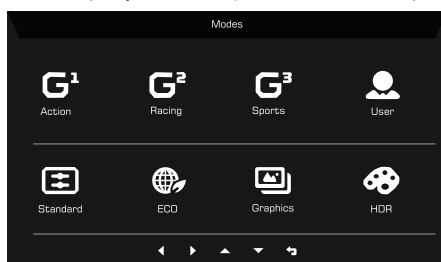 Modes
G¹ G² G³
Action Racing Sports User
Standard ECO Graphics HDR